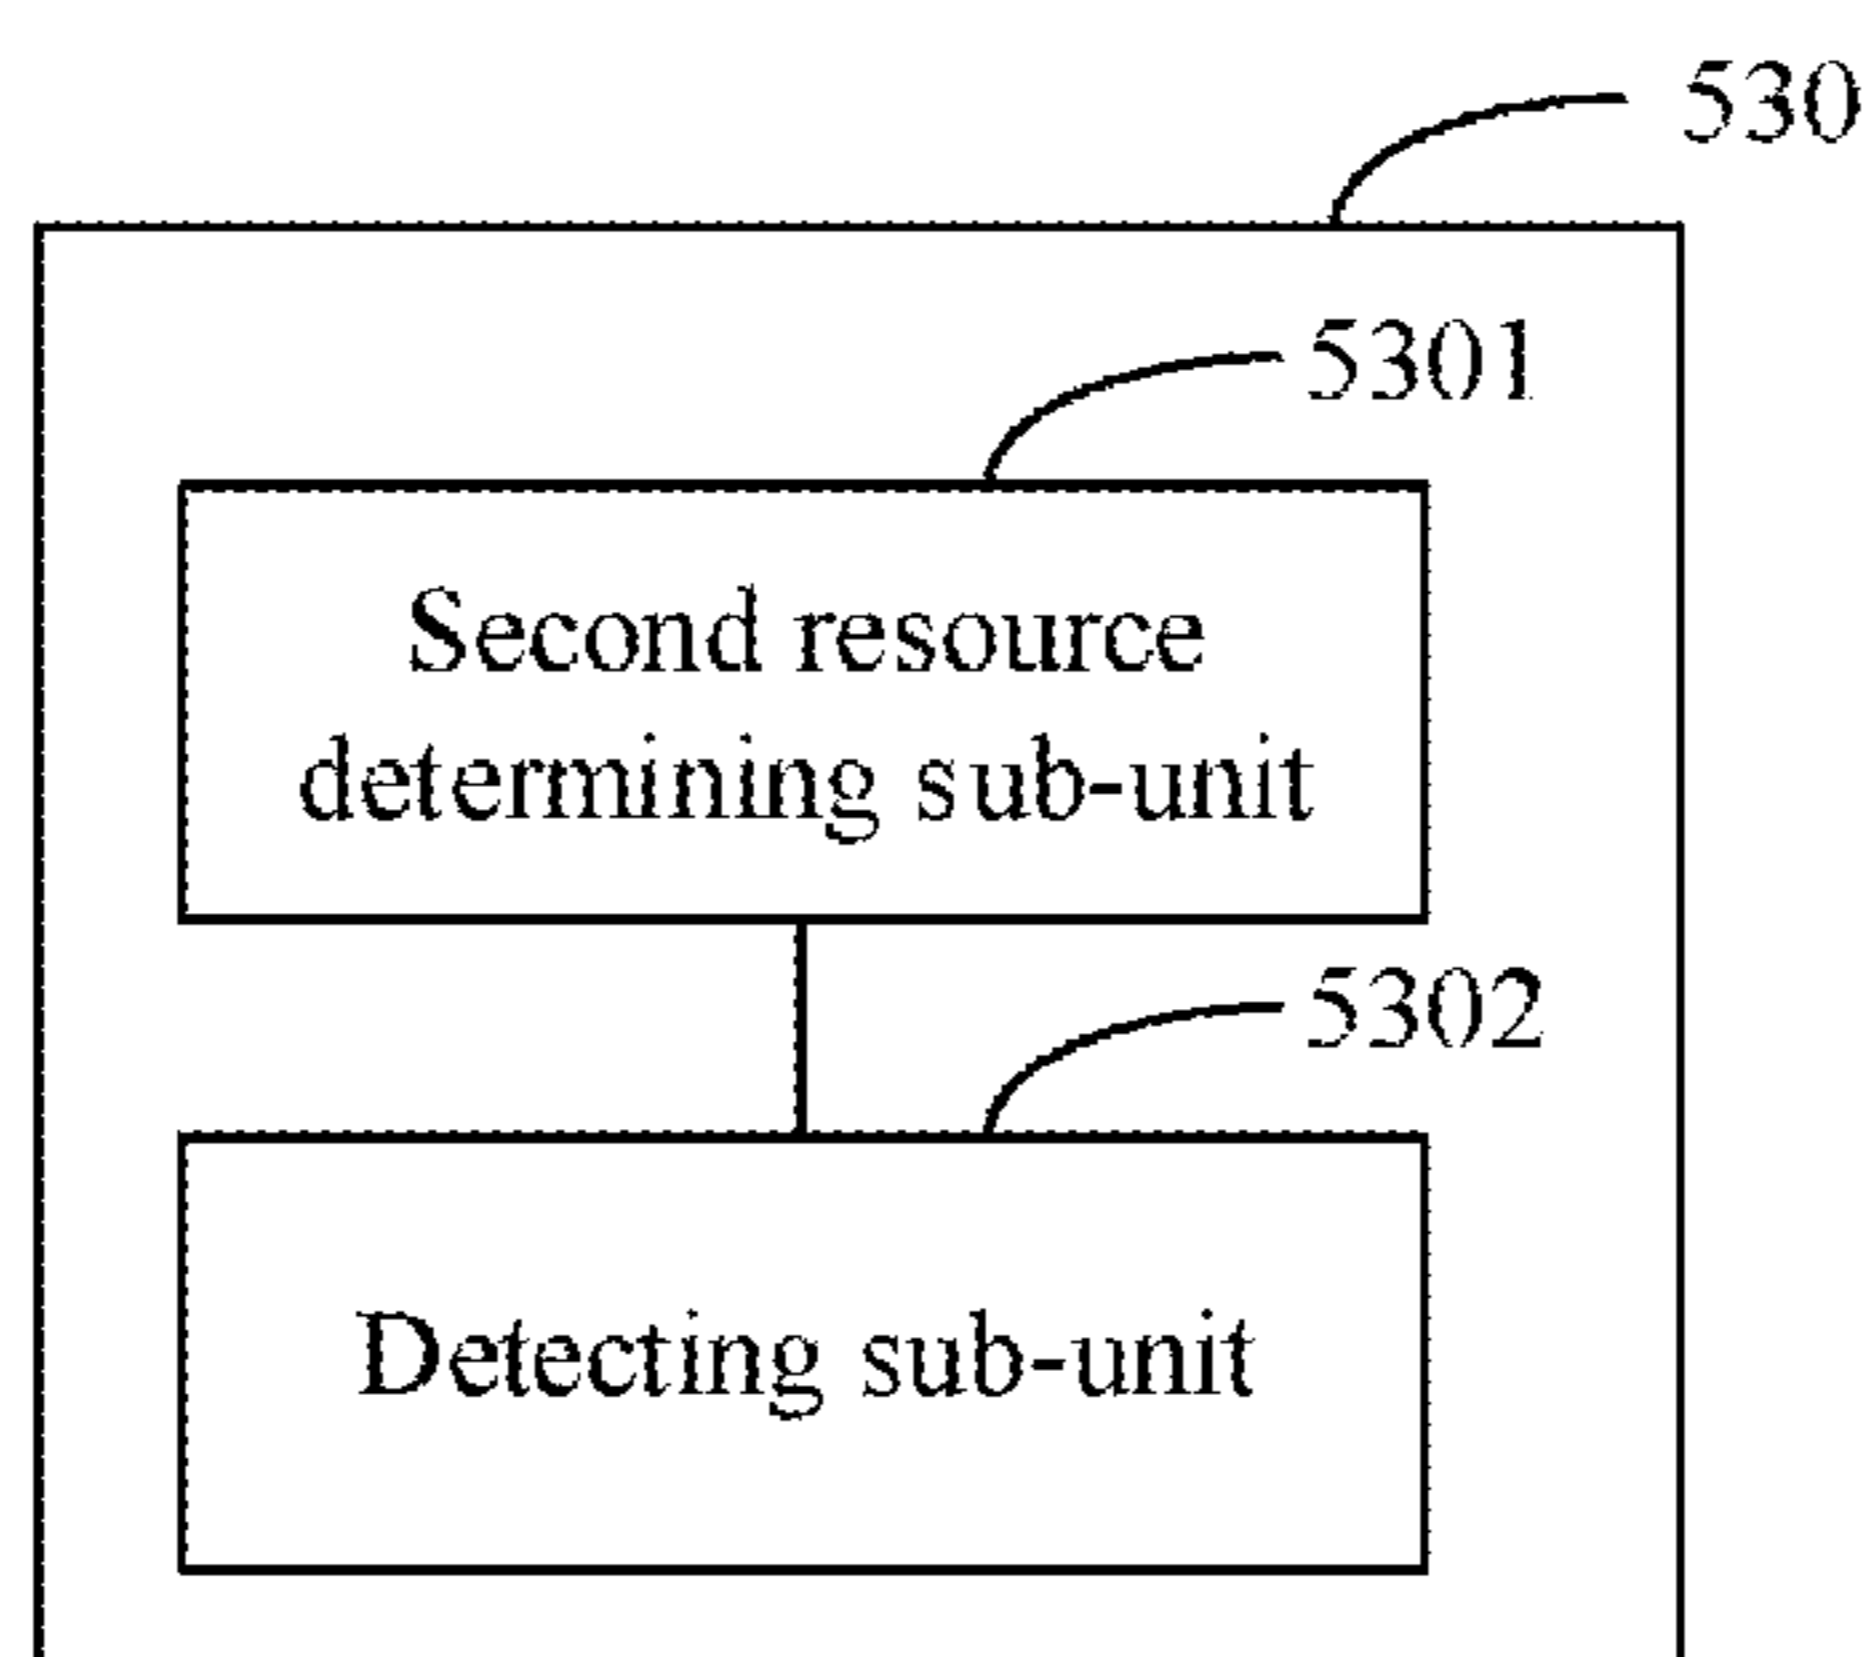 530
5301
Second resource
determining sub-unit
5302
Detecting sub-unit